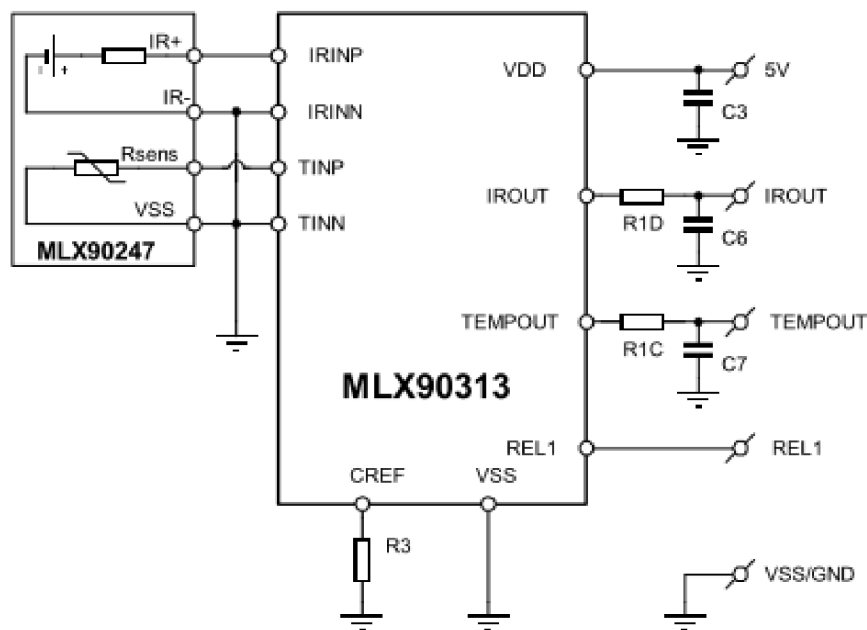 IR+
IRINP
VDD
5V
IR-
IRINN
C3
Rsens
TINP
IROUT
IROUT
R1D
C6
VSS
TINN
MLX90247
TEMPOUT
TEMPOUT
R1C
C7
MLX90313
REL1
REL1
CREF
VSS
R3
VSS/GND